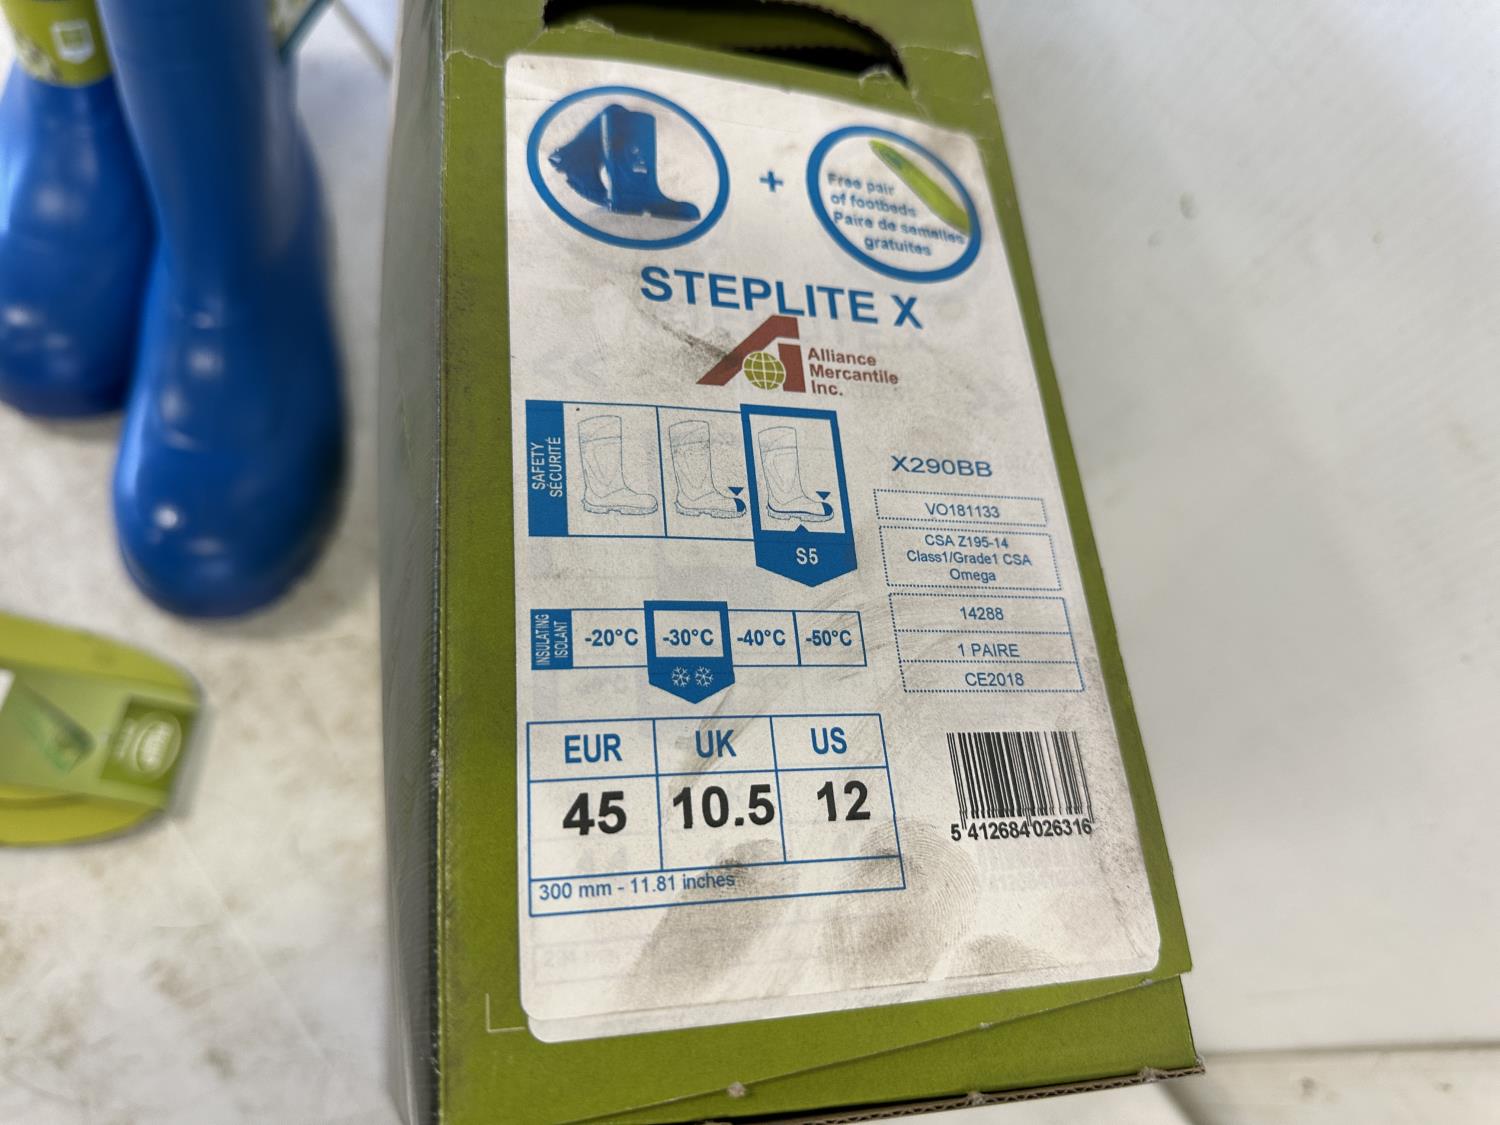 Free pair
of footbeds
Paire de semelles
gratuites
+
STEPLITE X
Alliance
Mercantile
Inc.
SAFETY
SÉCURITÉ
S5
X290BB
VO181133
CSA Z195-14
Class1/Grade1 CSA
Omega
14288
1 PAIRE
CE2018
INSULATING
ISOLANT
-20°C -30°C -40°C -50°C
EUR UK US
45 10.5 12
300 mm - 11.81 inches
5 412684 026316